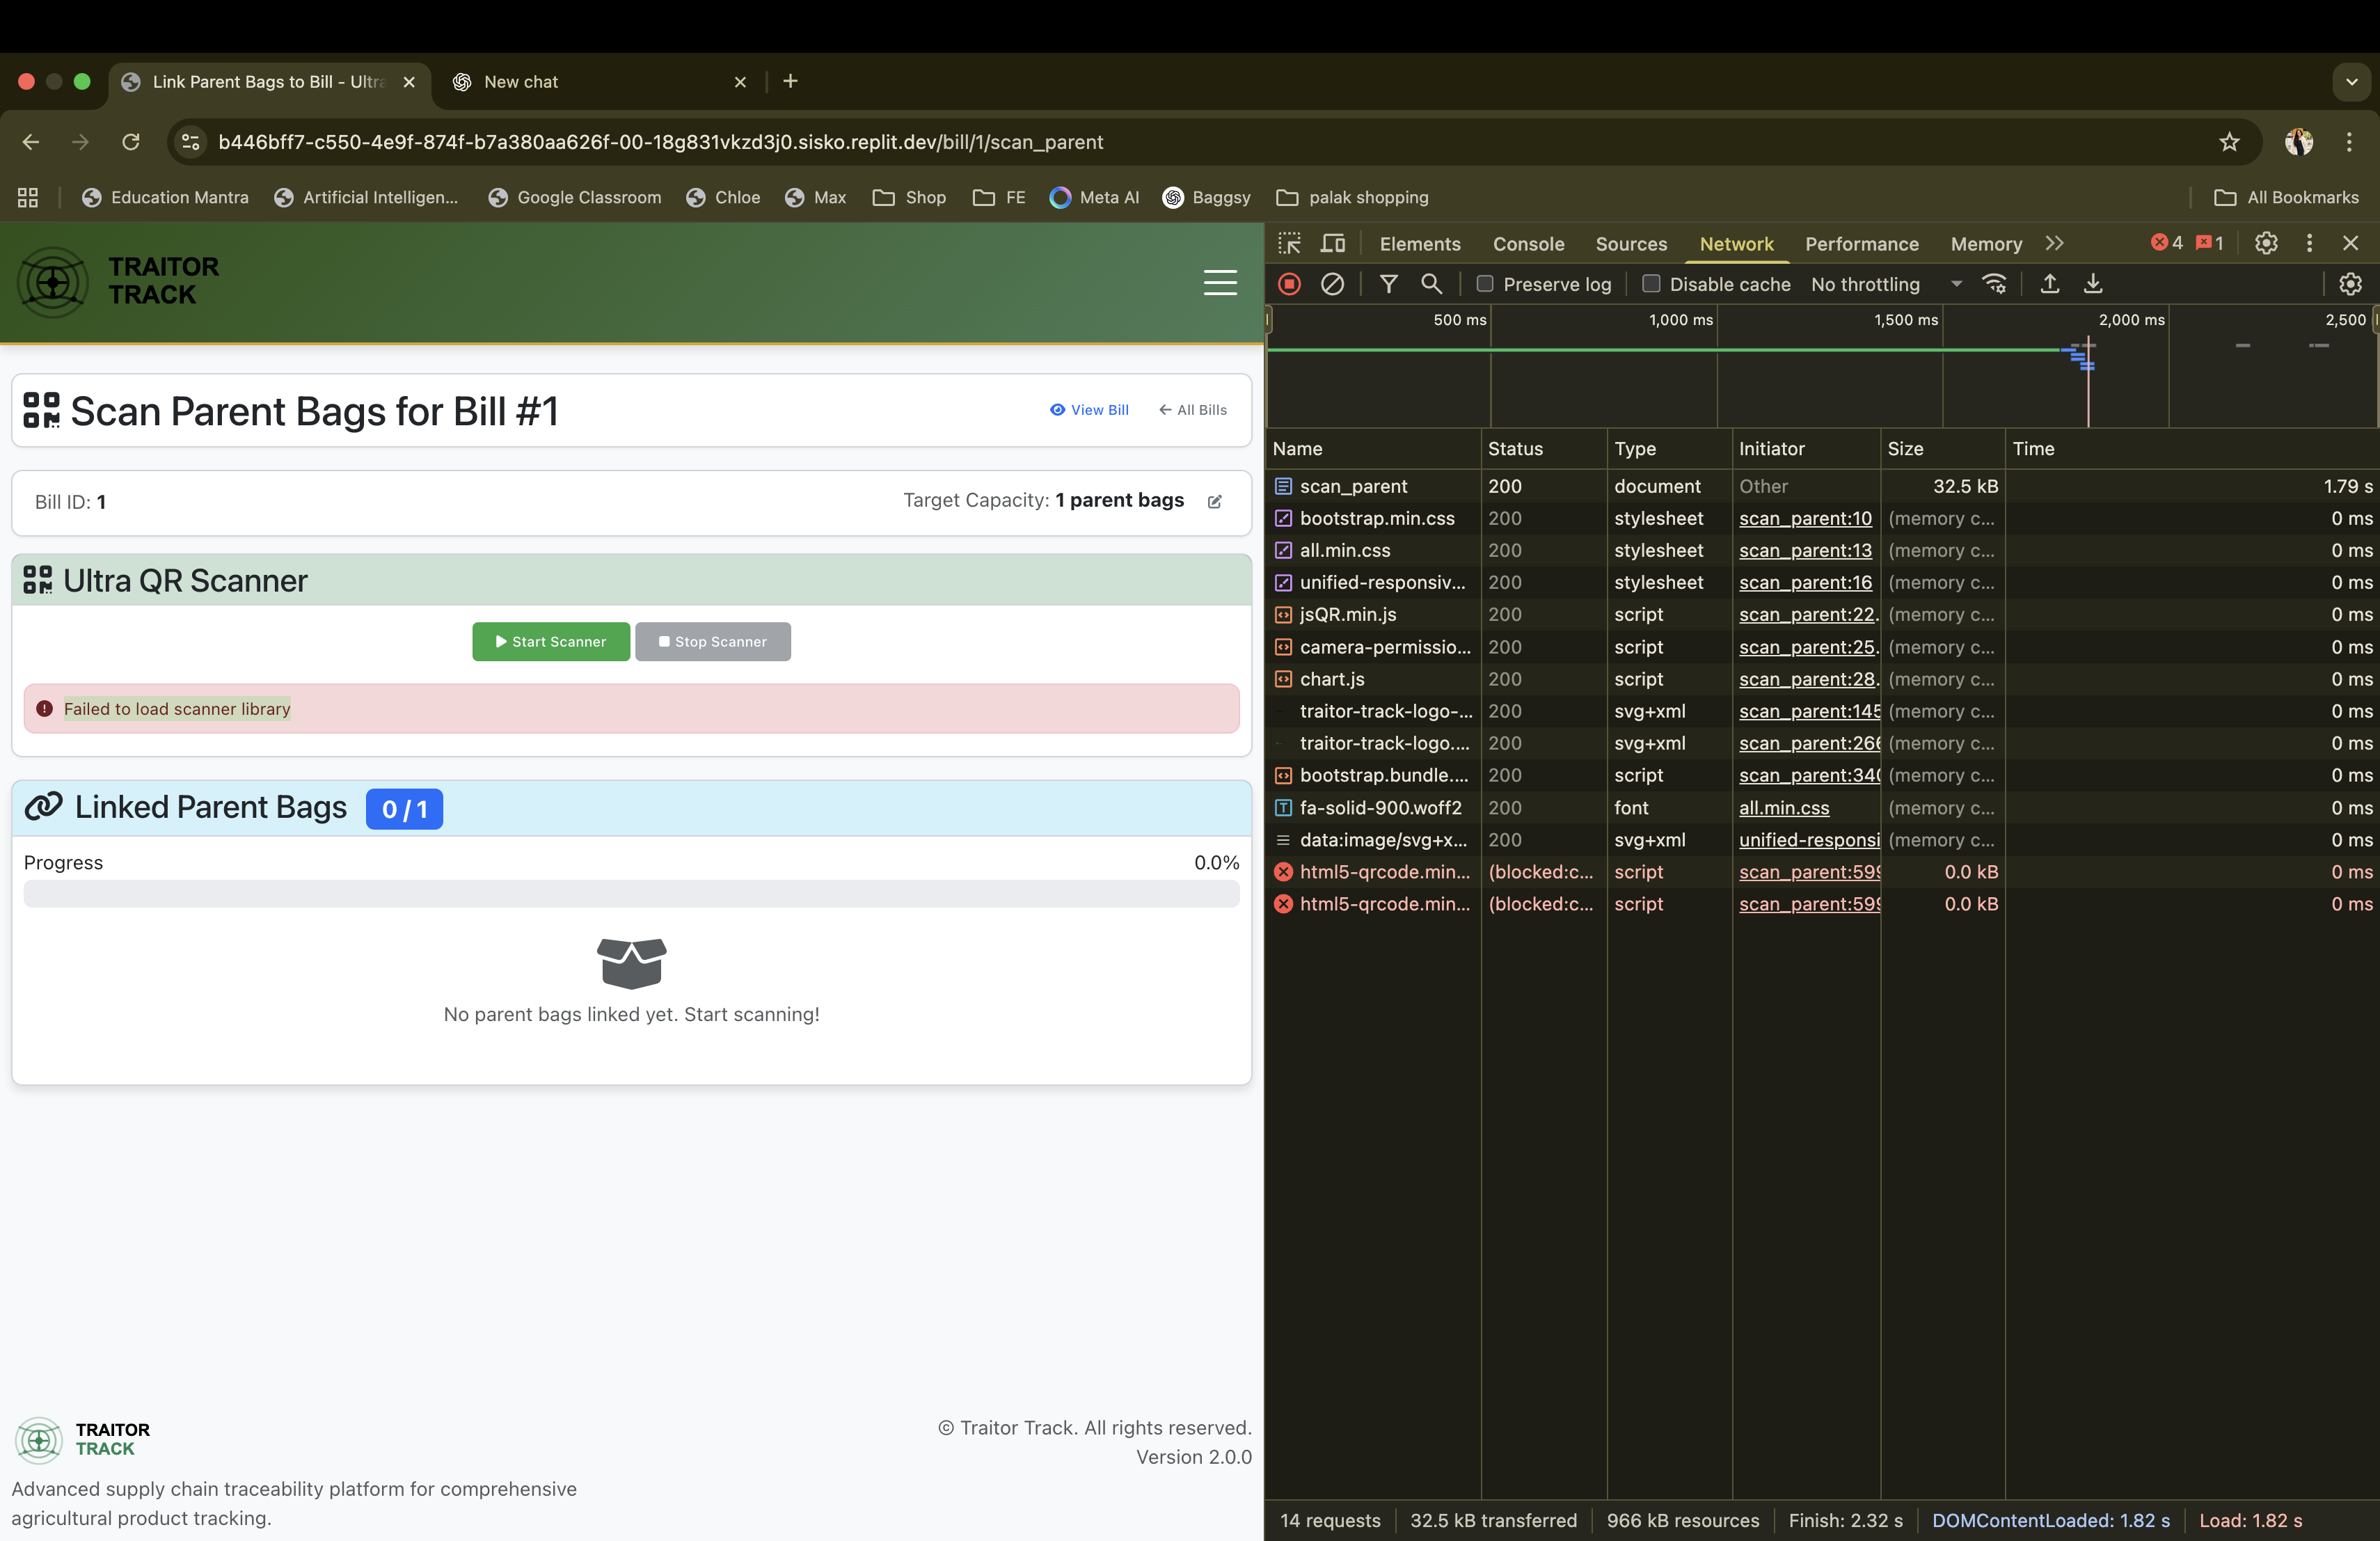 Link Parent Bags to Bill - Ultra
New chat
b446bff7-c550-4e9f-874f-b7a380aa626f-00-18g831vkzd3j0.sisko.replit.dev/bill/1/scan_parent
Education Mantra
Artificial Intelligen...
Google Classroom
Chloe
Max
Shop
FE
Meta AI
Baggsy
palak shopping
All Bookmarks
TRAITOR
TRACK
Scan Parent Bags for Bill #1
View Bill
All Bills
Bill ID: 1
Target Capacity: 1 parent bags
Ultra QR Scanner
Start Scanner
Stop Scanner
Failed to load scanner library
Linked Parent Bags 0 / 1
Progress
0.0%
No parent bags linked yet. Start scanning!
TRAITOR
TRACK
Advanced supply chain traceability platform for comprehensive
agricultural product tracking.
© Traitor Track. All rights reserved.
Version 2.0.0
Elements Console Sources Network Performance Memory 4 1
Preserve log Disable cache No throttling
500 ms 1,000 ms 1,500 ms 2,000 ms 2,500
Name Status Type Initiator Size Time
scan_parent 200 document Other 32.5 kB 1.79 s
bootstrap.min.css 200 stylesheet scan_parent:10 (memory c... 0 ms
all.min.css 200 stylesheet scan_parent:13 (memory c... 0 ms
unified-responsiv... 200 stylesheet scan_parent:16 (memory c... 0 ms
jsQR.min.js 200 script scan_parent:22. (memory c... 0 ms
camera-permissio... 200 script scan_parent:25. (memory c... 0 ms
chart.js 200 script scan_parent:28. (memory c... 0 ms
traitor-track-logo-... 200 svg+xml scan_parent:145 (memory c... 0 ms
traitor-track-logo.... 200 svg+xml scan_parent:266 (memory c... 0 ms
bootstrap.bundle.... 200 script scan_parent:340 (memory c... 0 ms
fa-solid-900.woff2 200 font all.min.css (memory c... 0 ms
data:image/svg+x... 200 svg+xml unified-responsi (memory c... 0 ms
html5-qrcode.min... (blocked:c... script scan_parent:599 0.0 kB 0 ms
html5-qrcode.min... (blocked:c... script scan_parent:599 0.0 kB 0 ms
14 requests 32.5 kB transferred 966 kB resources Finish: 2.32 s DOMContentLoaded: 1.82 s Load: 1.82 s